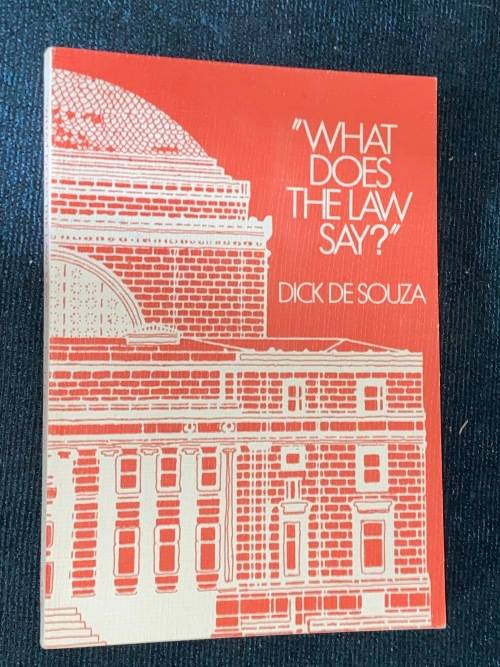 "WHAT
DOES
THE LAW
SAY?"
DICK DE SOUZA